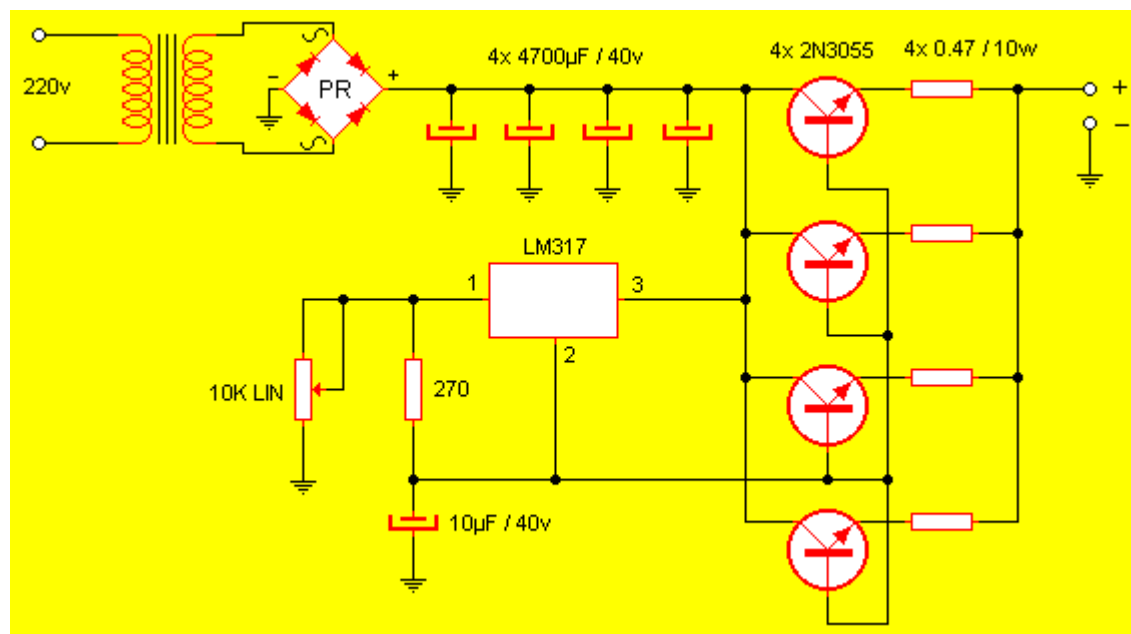 220v
PR
-
+
4x 4700µF / 40v
4x 2N3055
4x 0.47 / 10w
+
-
LM317
1
3
2
10K LIN
270
10µF / 40v